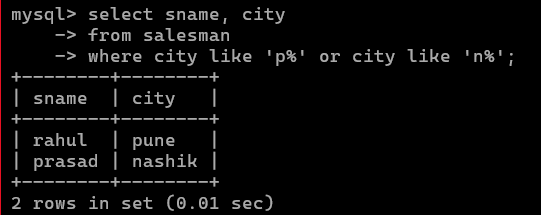 mysql> select sname, city
    -> from salesman
    -> where city like 'p%' or city like 'n%';
+--------+--------+
| sname  | city   |
+--------+--------+
| rahul  | pune   |
| prasad | nashik |
+--------+--------+
2 rows in set (0.01 sec)